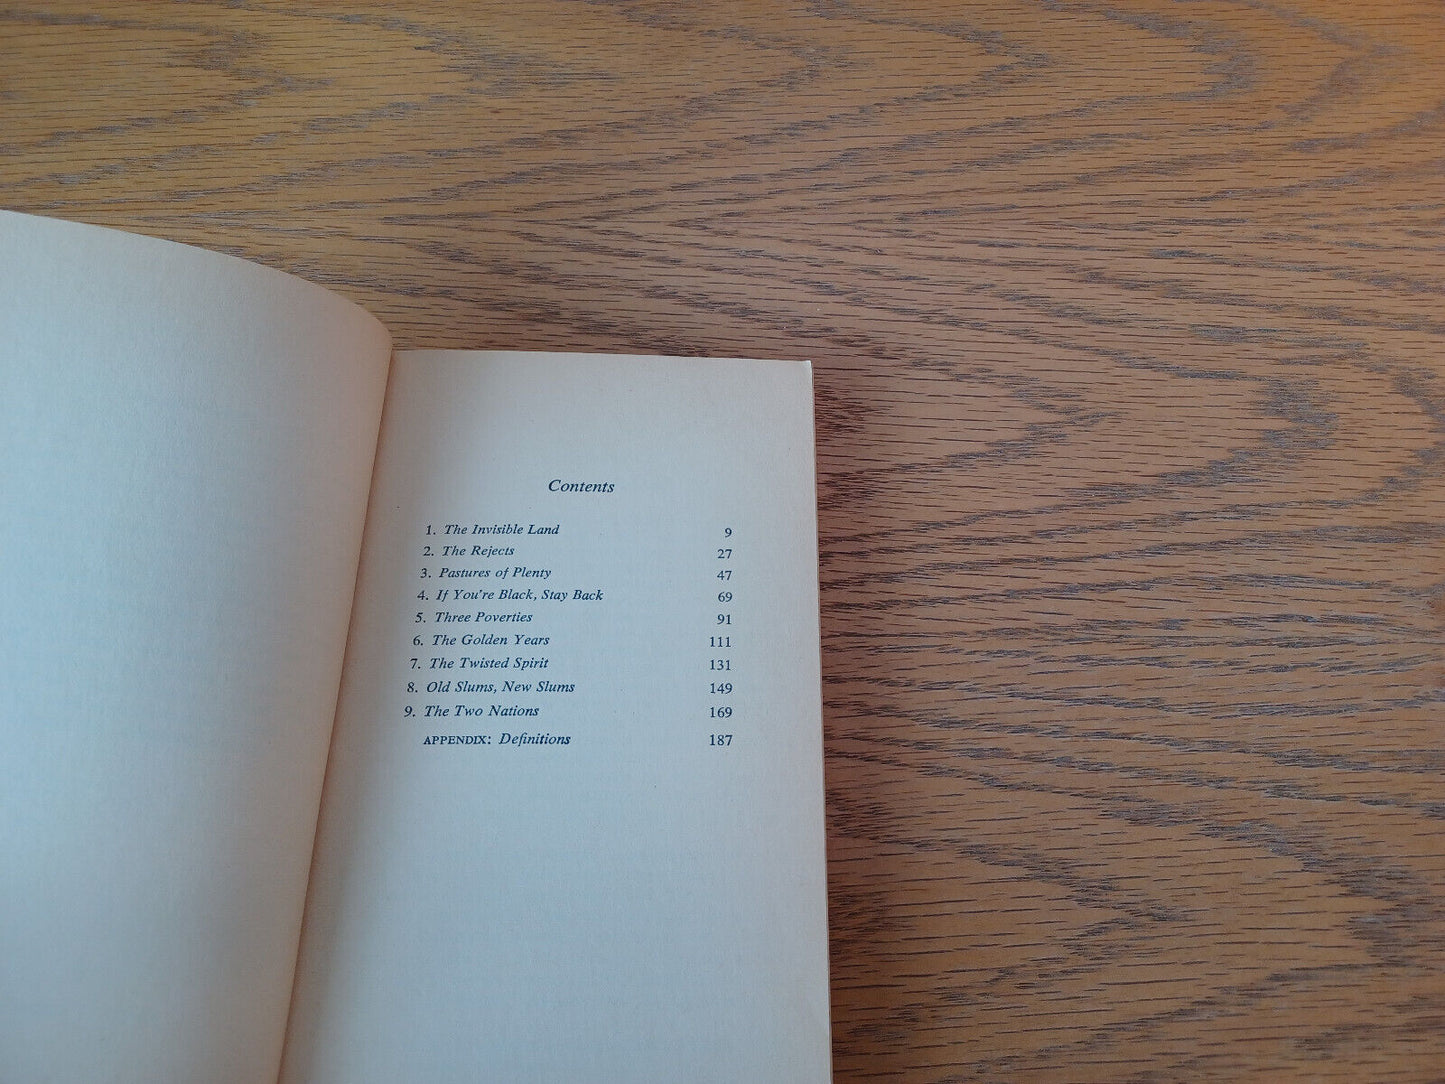 Contents
1. The Invisible Land 9
2. The Rejects 27
3. Pastures of Plenty 47
4. If You're Black, Stay Back 69
5. Three Poverties 91
6. The Golden Years 111
7. The Twisted Spirit 131
8. Old Slums, New Slums 149
9. The Two Nations 169
APPENDIX: Definitions 187